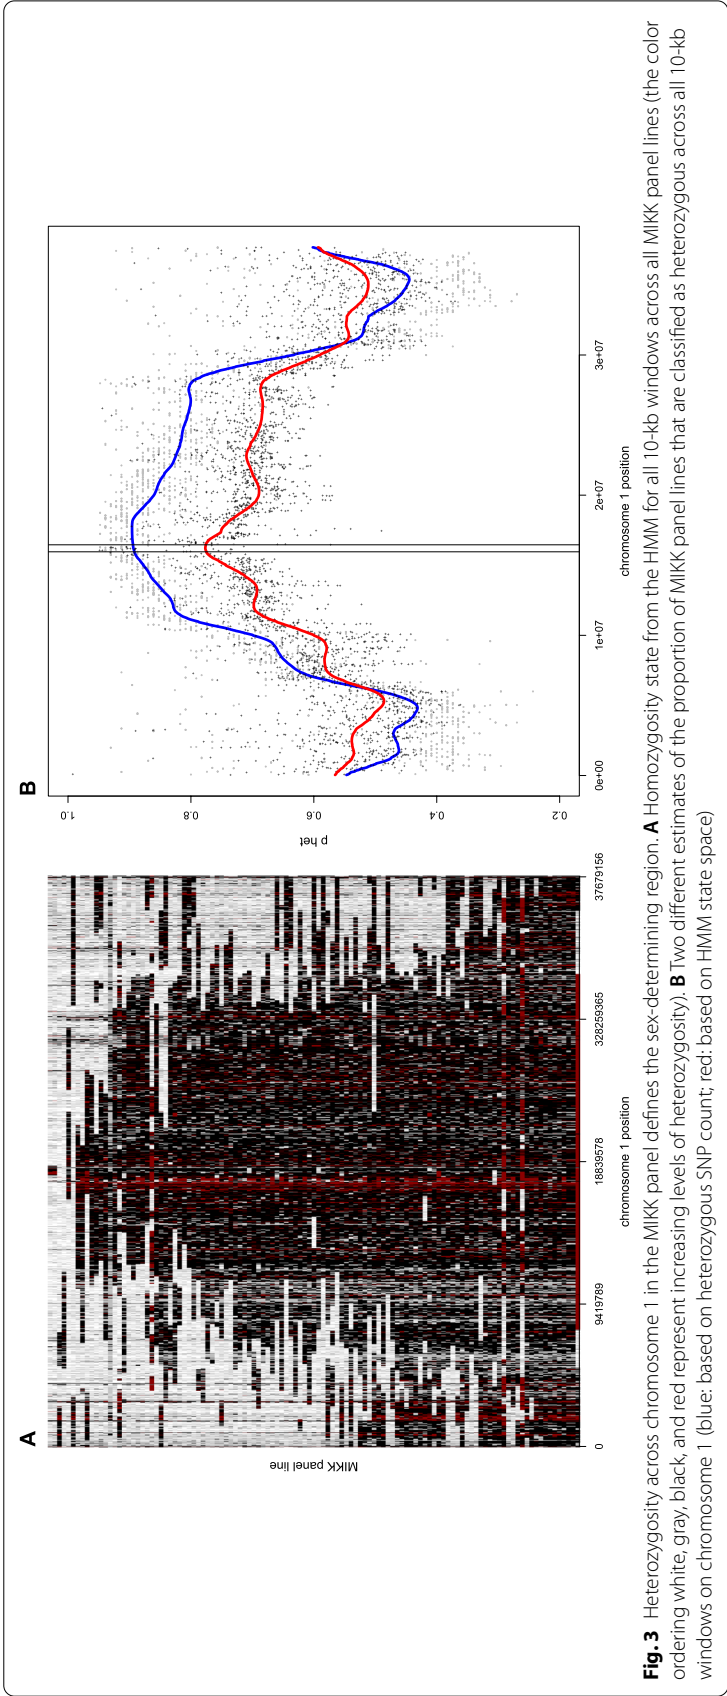 A
MIKK panel line
0
9419789
18839578
328259365
37679156
chromosome 1 position
B
p het
1.0
0.8
0.6
0.4
0.2
0e+00
1e+07
2e+07
3e+07
chromosome 1 position
Fig. 3 Heterozygosity across chromosome 1 in the MIKK panel defines the sex-determining region. A Homozygosity state from the HMM for all 10-kb windows across all MIKK panel lines (the color
ordering white, gray, black, and red represent increasing levels of heterozygosity). B Two different estimates of the proportion of MIKK panel lines that are classified as heterozygous across all 10-kb
windows on chromosome 1 (blue: based on heterozygous SNP count; red: based on HMM state space)